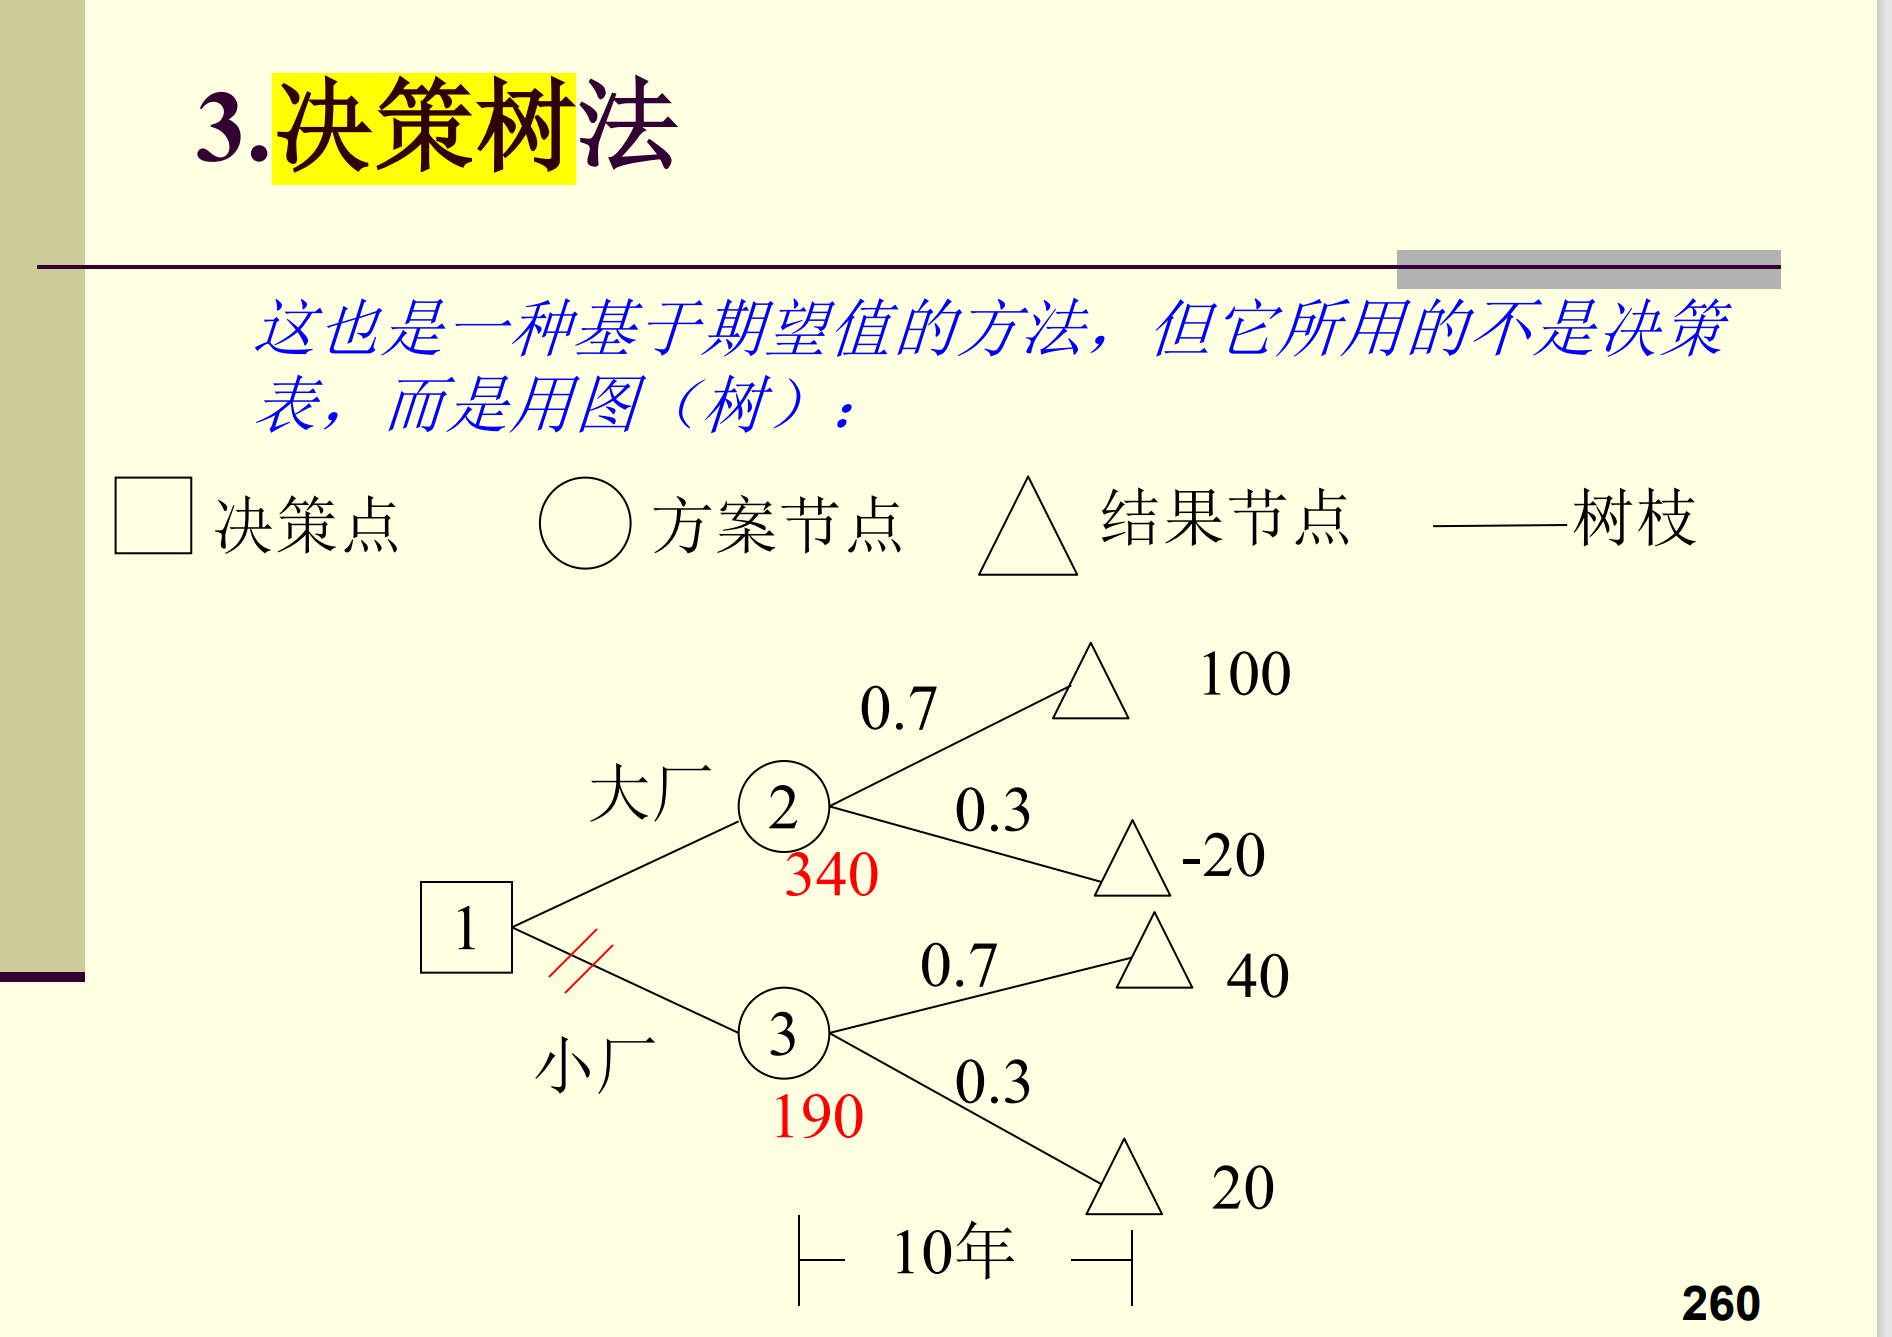 3.决策树法
这也是一种基于期望值的方法，但它所用的不是决策
表，而是用图（树）：
决策点
方案节点
结果节点
树枝
100
0.7
大厂
2
0.3
-20
340
1
0.7
40
3
小厂
0.3
190
20
10年
260